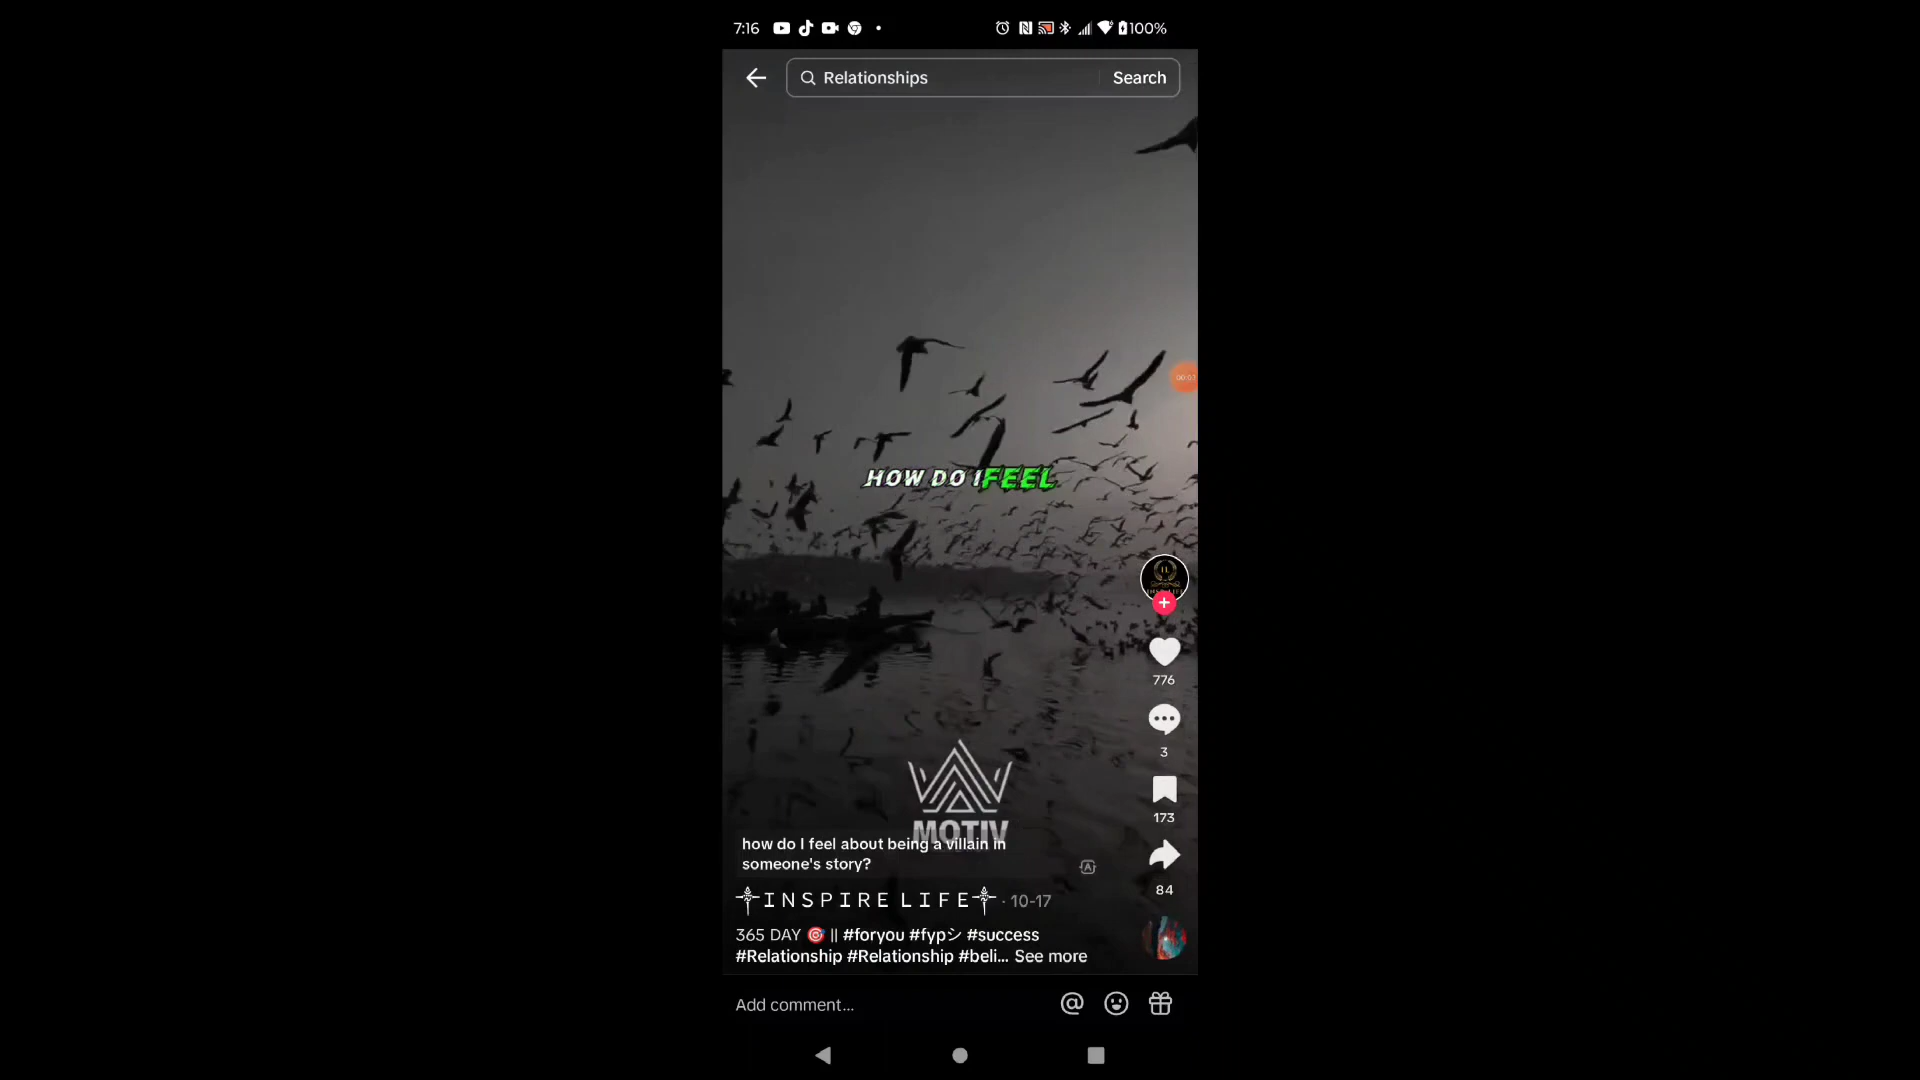 7:16
100%
Relationships
Search
HOW DO I FEEL
776
3
173
84
MOTIV
how do I feel about being a villain in
someone's story?
I N S P I R E L I F E · 10-17
365 DAY 🎯 || #foryou #fypシ #success
#Relationship #Relationship #beli... See more
Add comment...